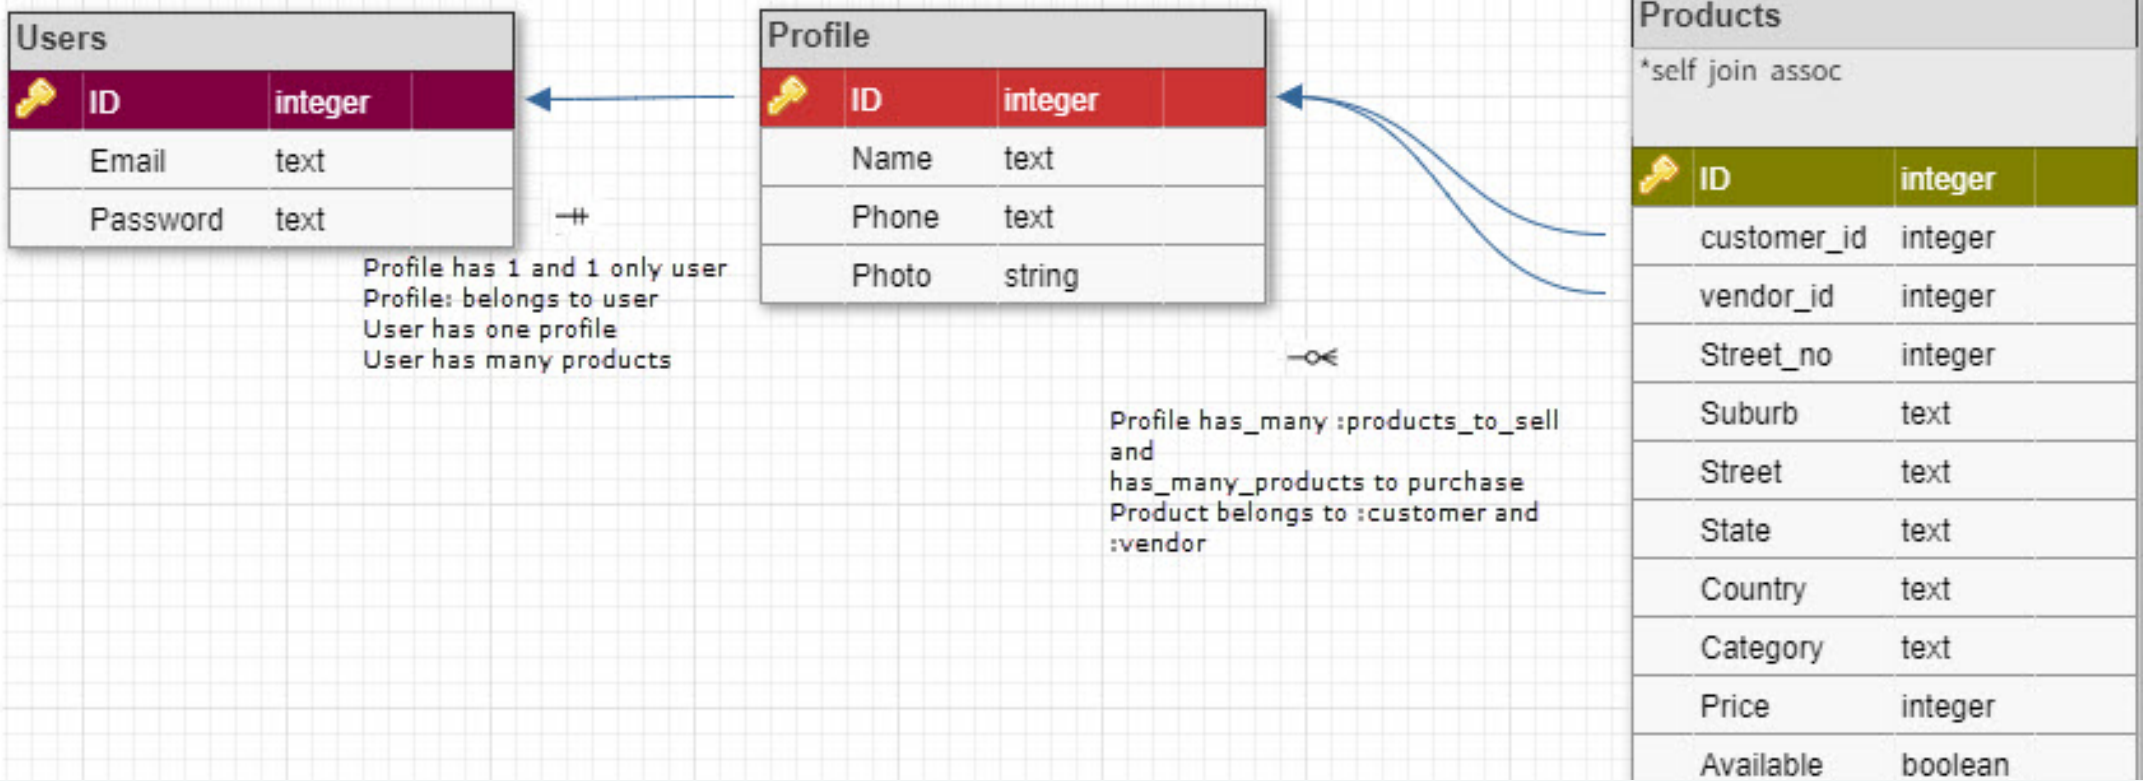 Users
ID integer
Email text
Password text
Profile has 1 and 1 only user
Profile: belongs to user
User has one profile
User has many products
Profile
ID integer
Name text
Phone text
Photo string
Profile has_many :products_to_sell
and
has_many_products to purchase
Product belongs to :customer and
:vendor
Products
*self join assoc
ID integer
customer_id integer
vendor_id integer
Street_no integer
Suburb text
Street text
State text
Country text
Category text
Price integer
Available boolean